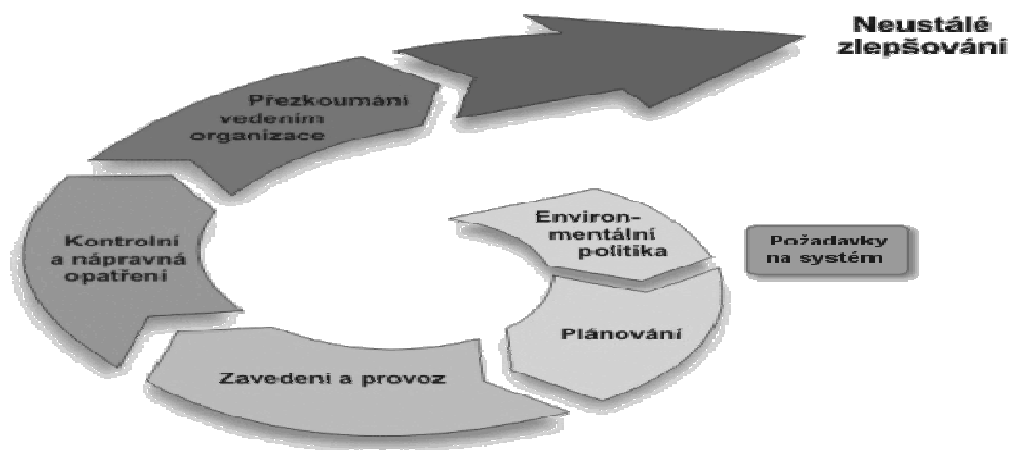 Neustálé
zlepšování
Přezkoumání
vedením
organizace
Kontrolní
a nápravná
opatření
Environ-
mentální
politika
Požadavky
na systém
Plánování
Zavedení a provoz